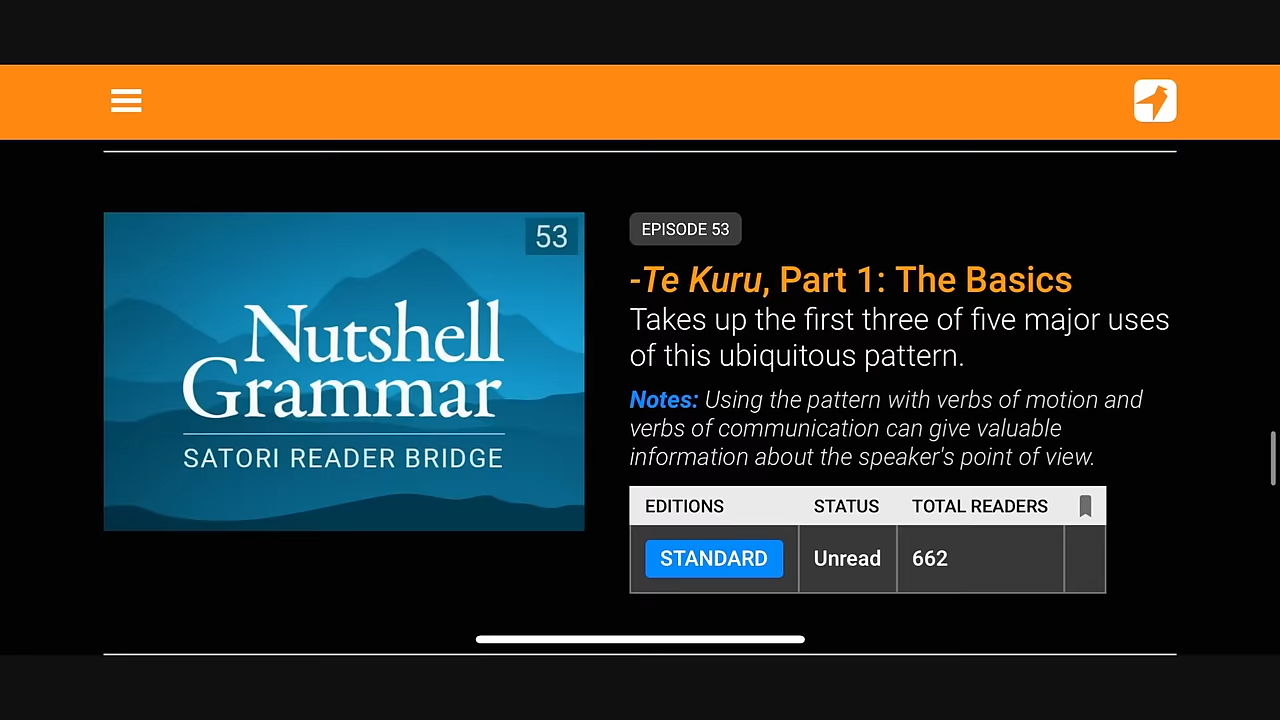 53
Nutshell
Grammar
SATORI READER BRIDGE
EPISODE 53
-Te Kuru, Part 1: The Basics
Takes up the first three of five major uses
of this ubiquitous pattern.
Notes: Using the pattern with verbs of motion and
verbs of communication can give valuable
information about the speaker's point of view.
EDITIONS STATUS TOTAL READERS
STANDARD Unread 662